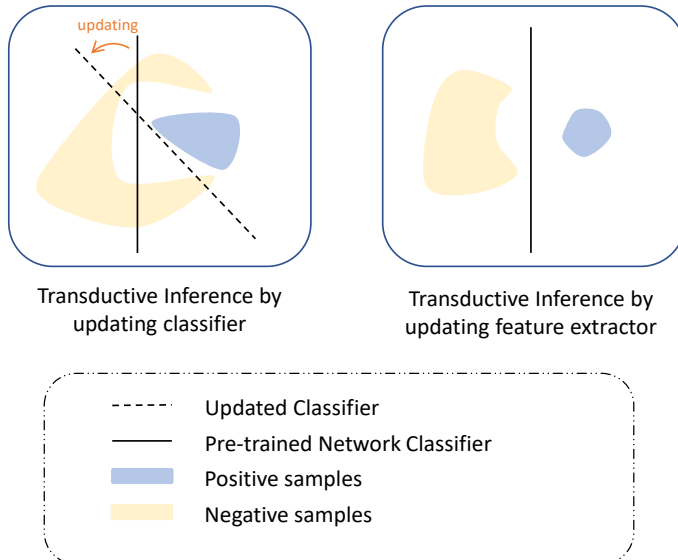 updating
Transductive Inference by
updating classifier
Transductive Inference by
updating feature extractor
Updated Classifier
Pre-trained Network Classifier
Positive samples
Negative samples